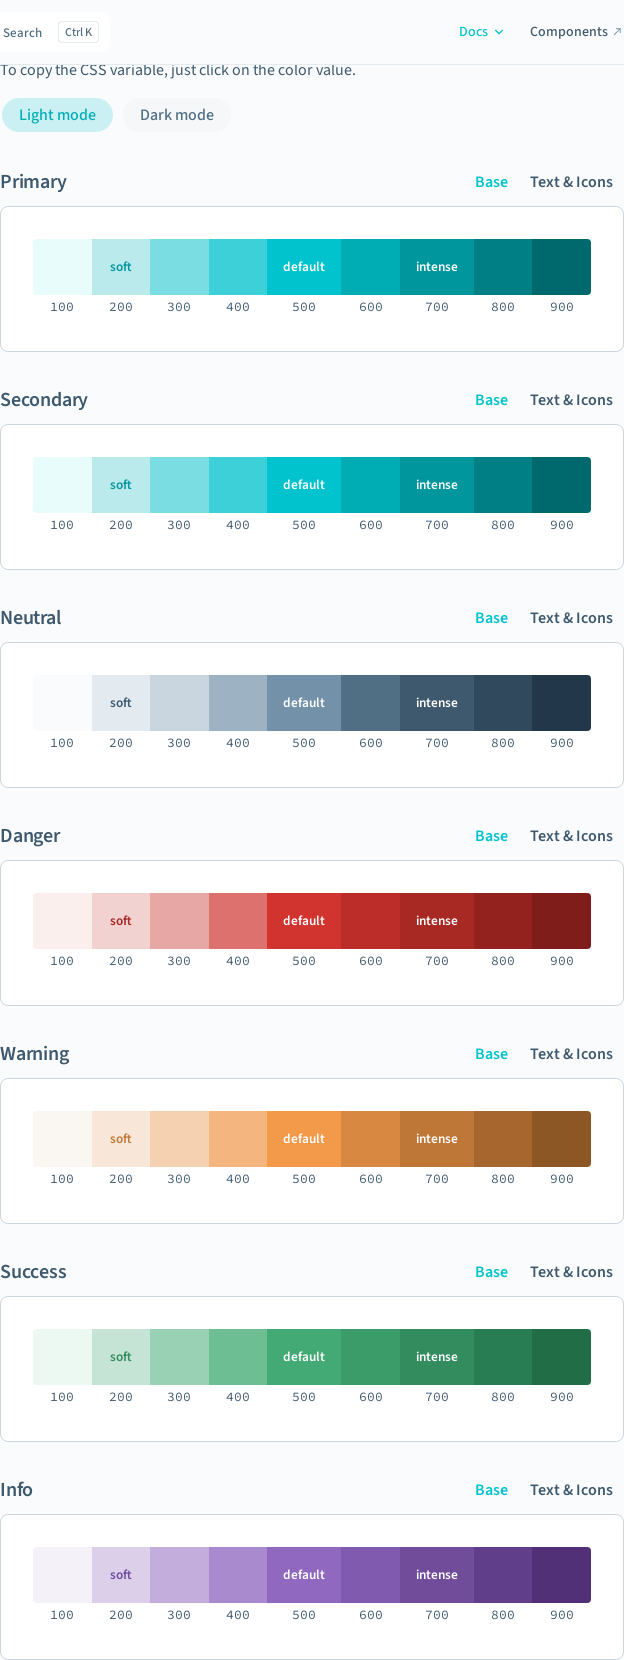 Search Ctrl K Docs Components ↗
To copy the CSS variable, just click on the color value.
Light mode Dark mode
Primary Base Text & Icons
soft default intense
100 200 300 400 500 600 700 800 900
Secondary Base Text & Icons
soft default intense
100 200 300 400 500 600 700 800 900
Neutral Base Text & Icons
soft default intense
100 200 300 400 500 600 700 800 900
Danger Base Text & Icons
soft default intense
100 200 300 400 500 600 700 800 900
Warning Base Text & Icons
soft default intense
100 200 300 400 500 600 700 800 900
Success Base Text & Icons
soft default intense
100 200 300 400 500 600 700 800 900
Info Base Text & Icons
soft default intense
100 200 300 400 500 600 700 800 900